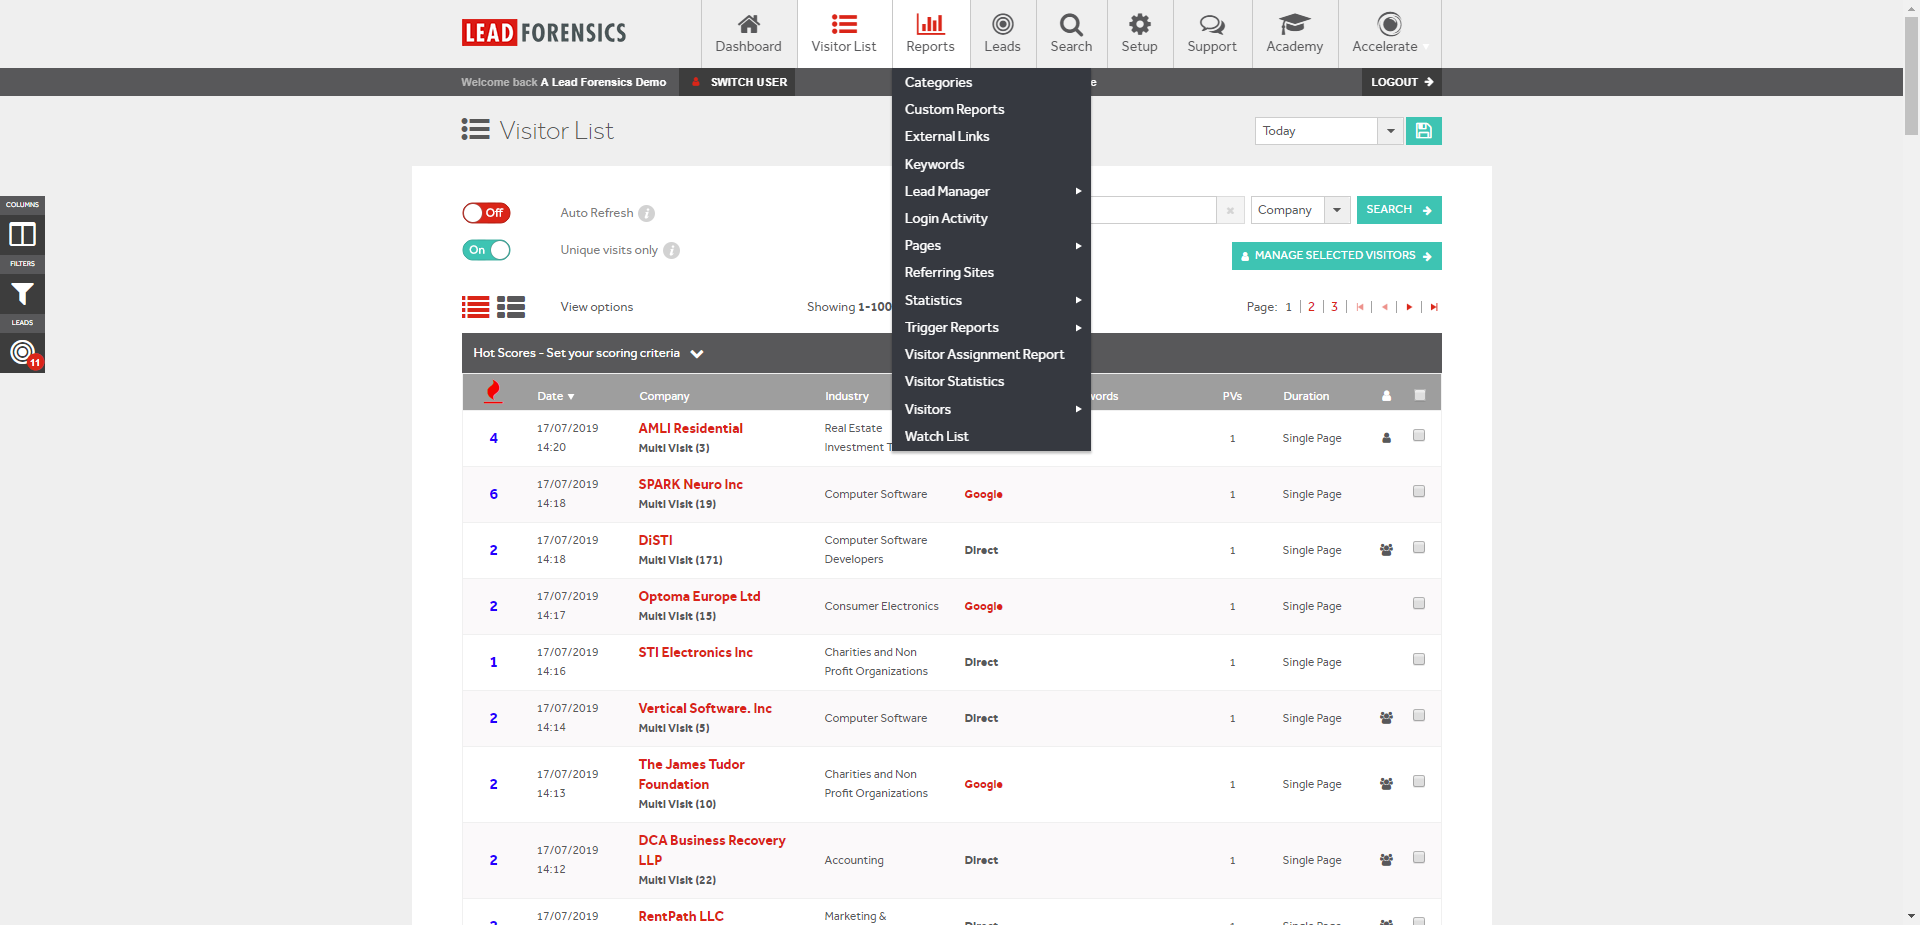 LEAD FORENSICS
Dashboard
Visitor List
Reports
Leads
Search
Setup
Support
Academy
Accelerate
Welcome back A Lead Forensics Demo
SWITCH USER
e
LOGOUT
Visitor List
Today
Categories
Custom Reports
External Links
Keywords
Lead Manager
Login Activity
Pages
Referring Sites
Statistics
Trigger Reports
Visitor Assignment Report
Visitor Statistics
Visitors
Watch List
COLUMNS
FILTERS
LEADS
11
Off
Auto Refresh
On
Unique visits only
Company
SEARCH
MANAGE SELECTED VISITORS
View options
Showing 1-100
Page: 1 | 2 | 3
Hot Scores - Set your scoring criteria
Date
Company
Industry
words
PVs
Duration
4
17/07/2019
14:20
AMLI Residential
Multi Visit (3)
Real Estate
Investment T
1
Single Page
6
17/07/2019
14:18
SPARK Neuro Inc
Multi Visit (19)
Computer Software
Google
1
Single Page
2
17/07/2019
14:18
DiSTI
Multi Visit (171)
Computer Software
Developers
Direct
1
Single Page
2
17/07/2019
14:17
Optoma Europe Ltd
Multi Visit (15)
Consumer Electronics
Google
1
Single Page
1
17/07/2019
14:16
STI Electronics Inc
Charities and Non
Profit Organizations
Direct
1
Single Page
2
17/07/2019
14:14
Vertical Software. Inc
Multi Visit (5)
Computer Software
Direct
1
Single Page
2
17/07/2019
14:13
The James Tudor
Foundation
Multi Visit (10)
Charities and Non
Profit Organizations
Google
1
Single Page
2
17/07/2019
14:12
DCA Business Recovery
LLP
Multi Visit (22)
Accounting
Direct
1
Single Page
17/07/2019
RentPath LLC
Marketing &